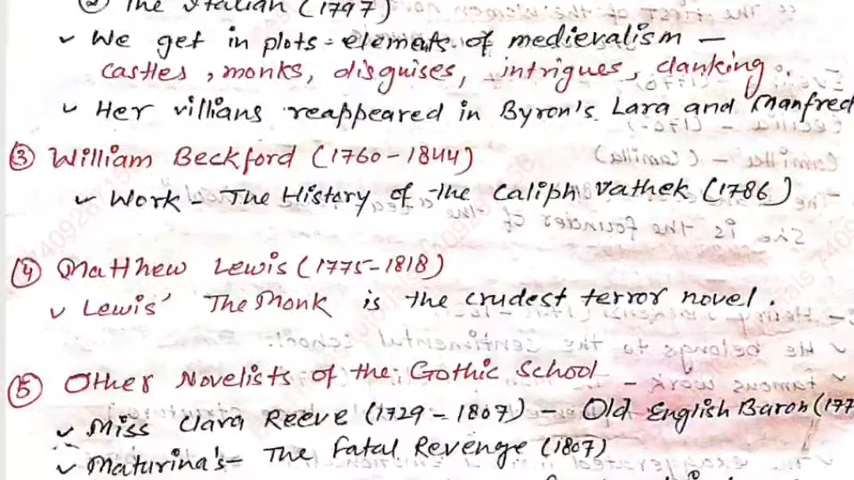 ② The Italian (1797)
✓ We get in plots - elements of medievalism —
castles, monks, disguises, intrigues, clanking.
✓ Her villians reappeared in Byron's Lara and Manfred
③ William Beckford (1760-1844)
✓ Work - The History of the Caliph Vathek (1786)
④ Matthew Lewis (1775-1818)
✓ Lewis' The Monk is the crudest terror novel.
⑤ Other Novelists of the Gothic School
✓ Miss Clara Reeve (1729-1807) - Old English Baron (177
✓ Maturina's - The Fatal Revenge (1807)